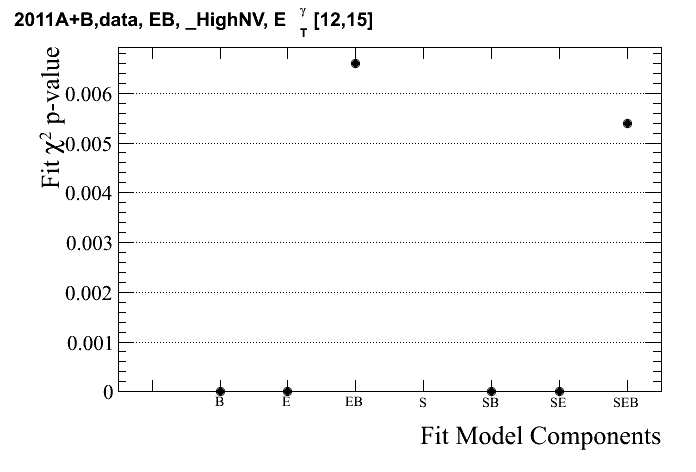 2011A+B,data, EB, _HighNV, E γ T [12,15]
Fit χ² p-value
0.006
0.005
0.004
0.003
0.002
0.001
0
B E EB S SB SE SEB
Fit Model Components